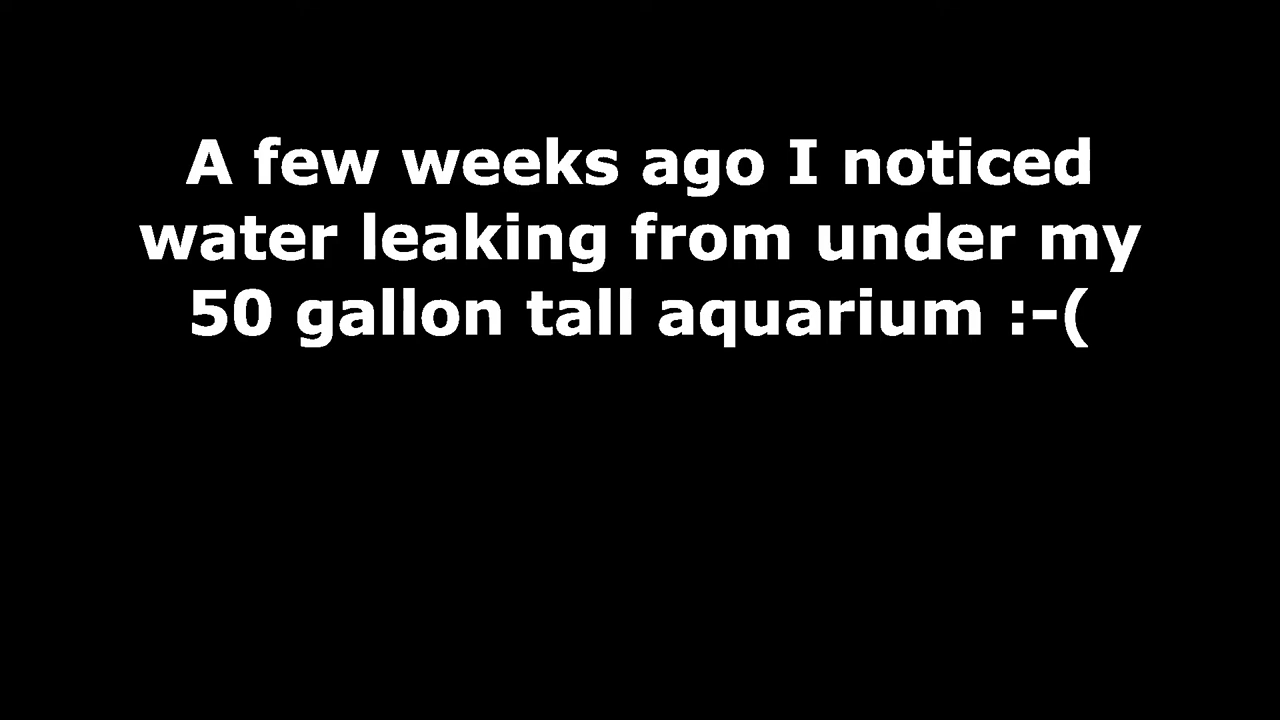 A few weeks ago I noticed
water leaking from under my
50 gallon tall aquarium :-(